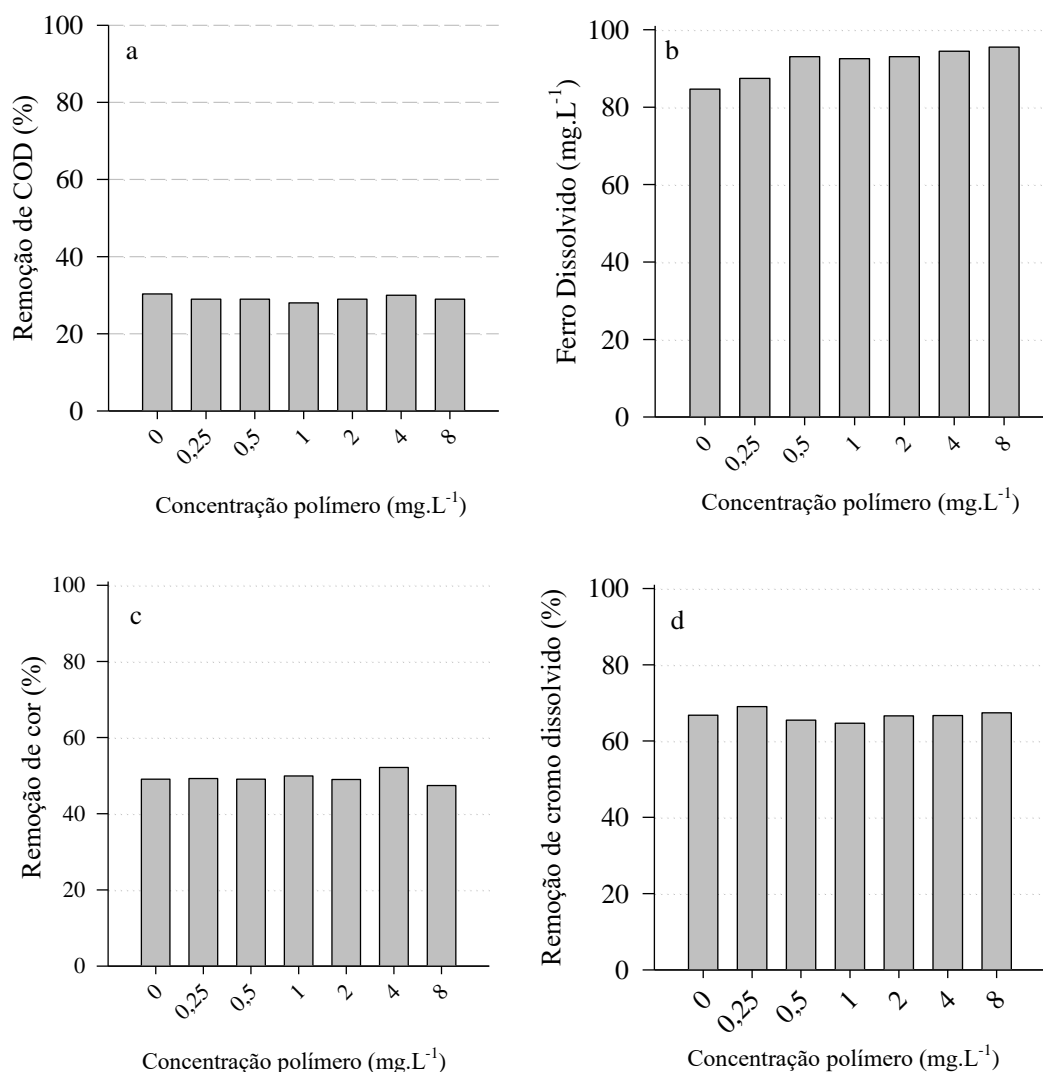 a
Remoção de COD (%)
100
80
60
40
20
0
0 0,25 0,5 1 2 4 8
Concentração polímero (mg.L⁻¹)
b
Ferro Dissolvido (mg.L⁻¹)
100
80
60
40
20
0
0 0,25 0,5 1 2 4 8
Concentração polímero (mg.L⁻¹)
c
Remoção de cor (%)
100
80
60
40
20
0
0 0,25 0,5 1 2 4 8
Concentração polímero (mg.L⁻¹)
d
Remoção de cromo dissolvido (%)
100
80
60
40
20
0
0 0,25 0,5 1 2 4 8
Concentração polímero (mg.L⁻¹)